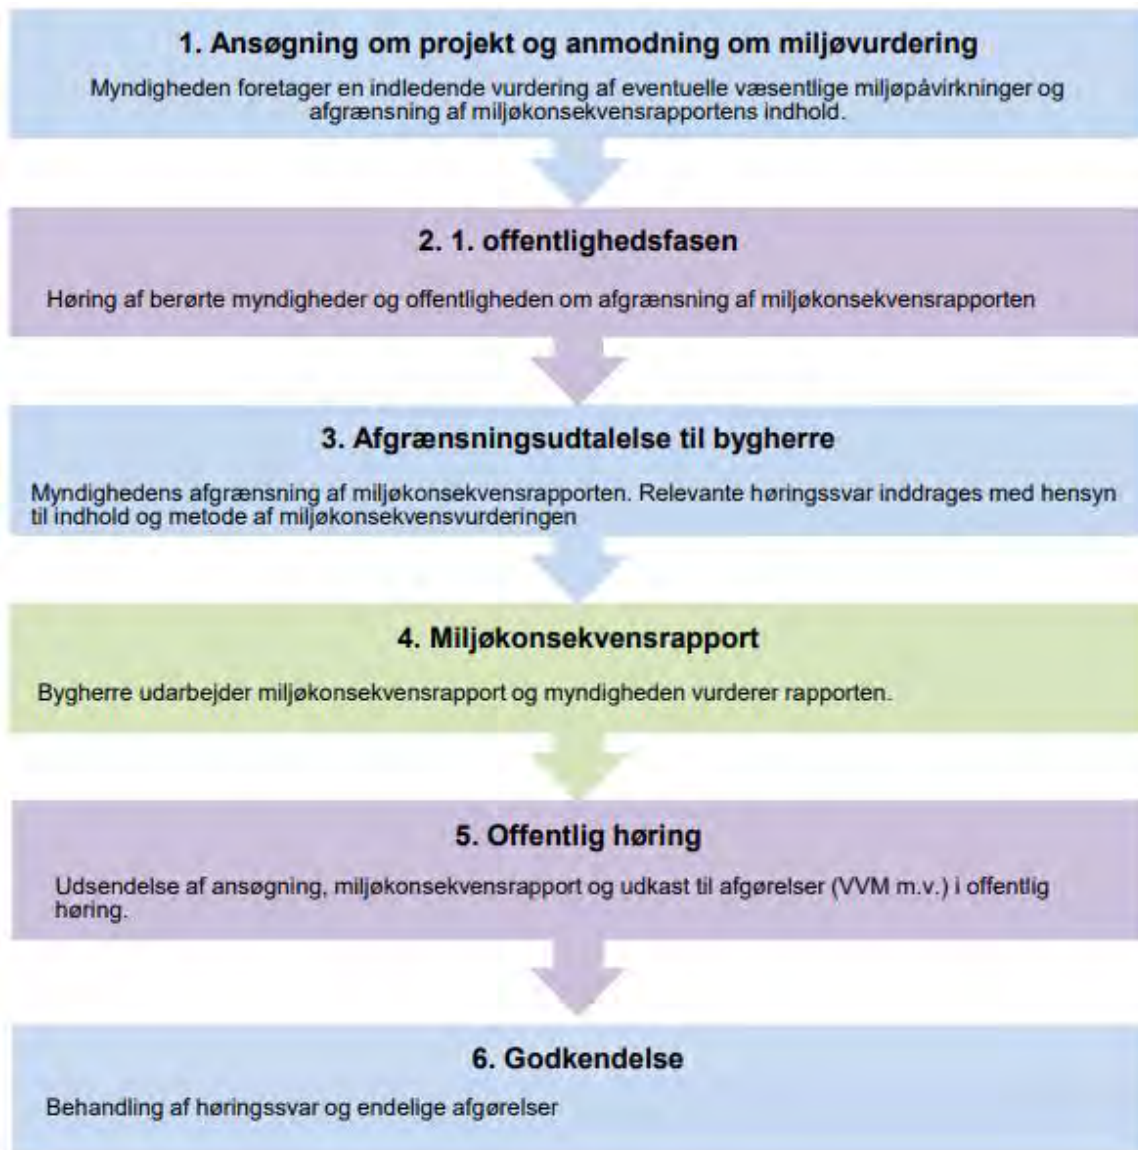 1. Ansøgning om projekt og anmodning om miljøvurdering
Myndigheden foretager en indledende vurdering af eventuelle væsentlige miljøpåvirkninger og
afgrænsning af miljøkonsekvensrapportens indhold.
2. 1. offentlighedsfasen
Høring af berørte myndigheder og offentligheden om afgrænsning af miljøkonsekvensrapporten
3. Afgrænsningsudtalelse til bygherre
Myndighedens afgrænsning af miljøkonsekvensrapporten. Relevante høringssvar inddrages med hensyn
til indhold og metode af miljøkonsekvensvurderingen
4. Miljøkonsekvensrapport
Bygherre udarbejder miljøkonsekvensrapport og myndigheden vurderer rapporten.
5. Offentlig høring
Udsendelse af ansøgning, miljøkonsekvensrapport og udkast til afgørelser (VVM m.v.) i offentlig
høring.
6. Godkendelse
Behandling af høringssvar og endelige afgørelser